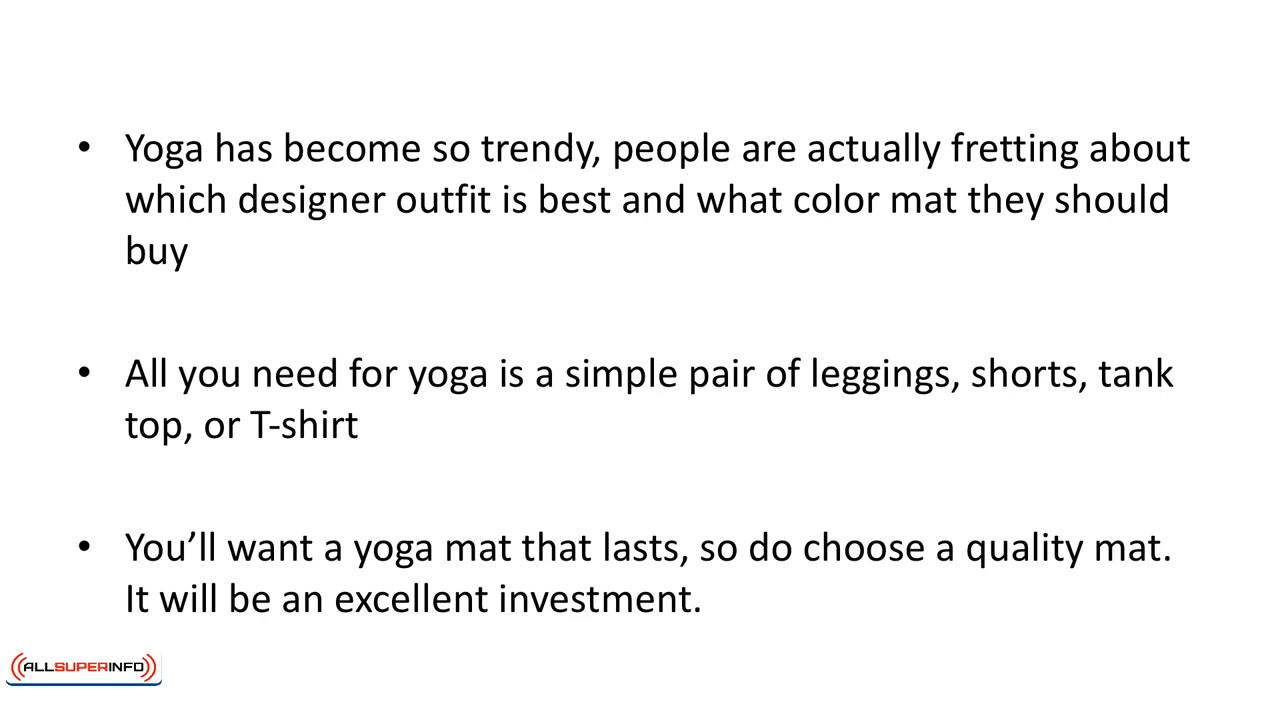 • Yoga has become so trendy, people are actually fretting about
which designer outfit is best and what color mat they should
buy
• All you need for yoga is a simple pair of leggings, shorts, tank
top, or T-shirt
• You’ll want a yoga mat that lasts, so do choose a quality mat.
It will be an excellent investment.
ALLSUPERINFO